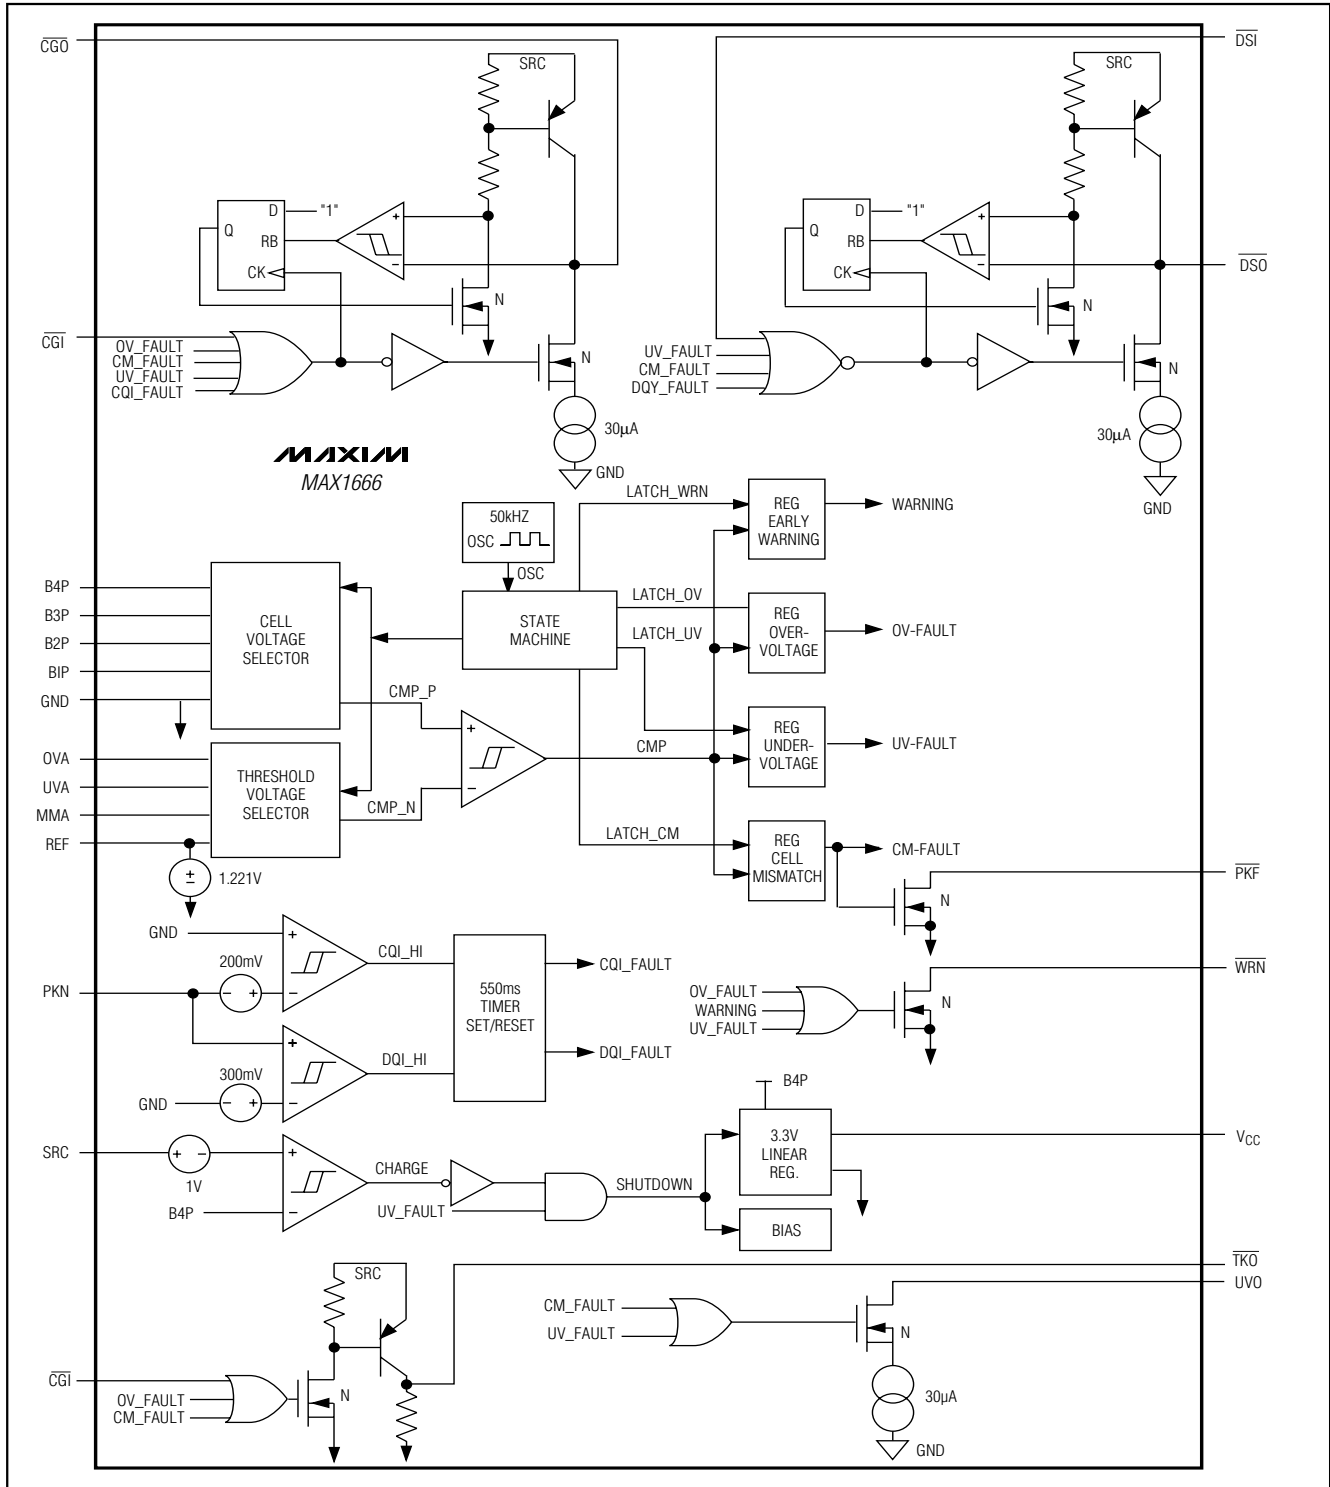 CGO
DSI
SRC
SRC
D "1"
Q
RB
CK
+
−
N
D "1"
Q
RB
CK
+
−
N
DSO
CGI
OV_FAULT
CM_FAULT
UV_FAULT
CQI_FAULT
N
30µA
GND
UV_FAULT
CM_FAULT
DQY_FAULT
N
30µA
GND
MAXIM
MAX1666
50kHZ
OSC
OSC
LATCH_WRN
REG
EARLY
WARNING
WARNING
B4P
B3P
B2P
BIP
GND
CELL
VOLTAGE
SELECTOR
STATE
MACHINE
LATCH_OV
LATCH_UV
REG
OVER-
VOLTAGE
OV-FAULT
CMP_P
+
−
CMP
REG
UNDER-
VOLTAGE
UV-FAULT
OVA
UVA
MMA
REF
THRESHOLD
VOLTAGE
SELECTOR
CMP_N
1.221V
+
−
LATCH_CM
REG
CELL
MISMATCH
CM-FAULT
PKF
N
GND
+
200mV
− +
−
PKN
CQI_HI
550ms
TIMER
SET/RESET
CQI_FAULT
DQI_FAULT
+
300mV
GND
− +
−
DQI_HI
WRN
OV_FAULT
WARNING
UV_FAULT
N
SRC
+ −
1V
B4P
+
−
CHARGE
UV_FAULT
SHUTDOWN
B4P
3.3V
LINEAR
REG.
VCC
BIAS
TKO
UVO
SRC
CGI
OV_FAULT
CM_FAULT
N
CM_FAULT
UV_FAULT
N
30µA
GND